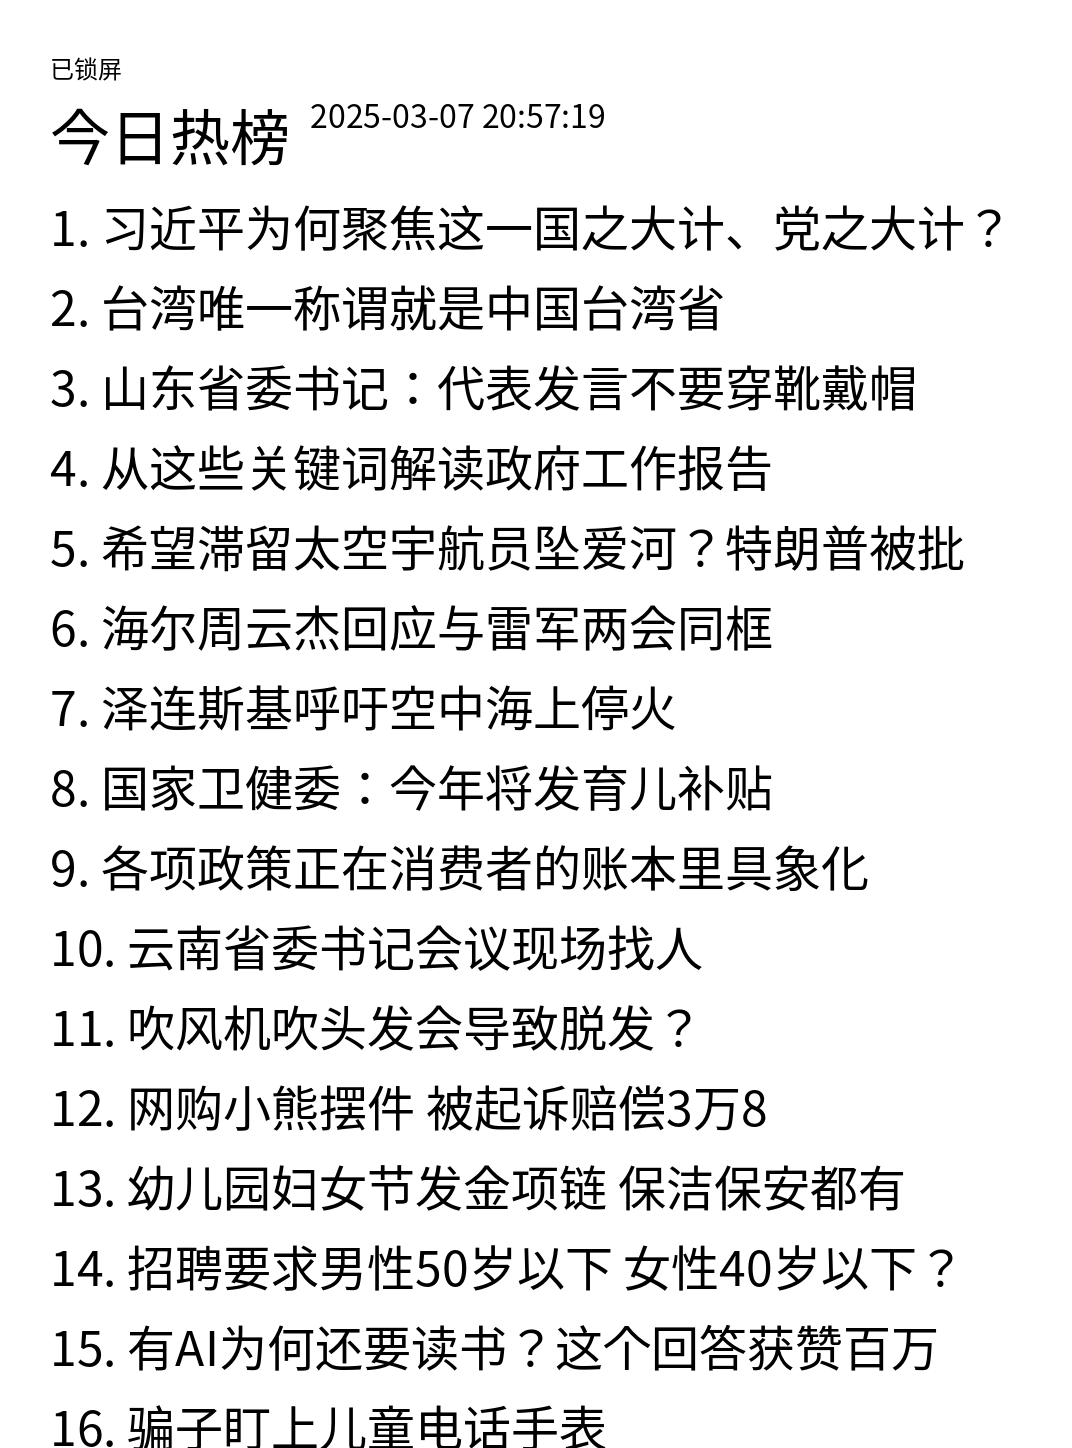 已锁屏
今日热榜 2025-03-07 20:57:19
1. 习近平为何聚焦这一国之大计、党之大计？
2. 台湾唯一称谓就是中国台湾省
3. 山东省委书记：代表发言不要穿靴戴帽
4. 从这些关键词解读政府工作报告
5. 希望滞留太空宇航员坠爱河？特朗普被批
6. 海尔周云杰回应与雷军两会同框
7. 泽连斯基呼吁空中海上停火
8. 国家卫健委：今年将发育儿补贴
9. 各项政策正在消费者的账本里具象化
10. 云南省委书记会议现场找人
11. 吹风机吹头发会导致脱发？
12. 网购小熊摆件 被起诉赔偿3万8
13. 幼儿园妇女节发金项链 保洁保安都有
14. 招聘要求男性50岁以下 女性40岁以下？
15. 有AI为何还要读书？这个回答获赞百万
16. 骗子盯上儿童电话手表